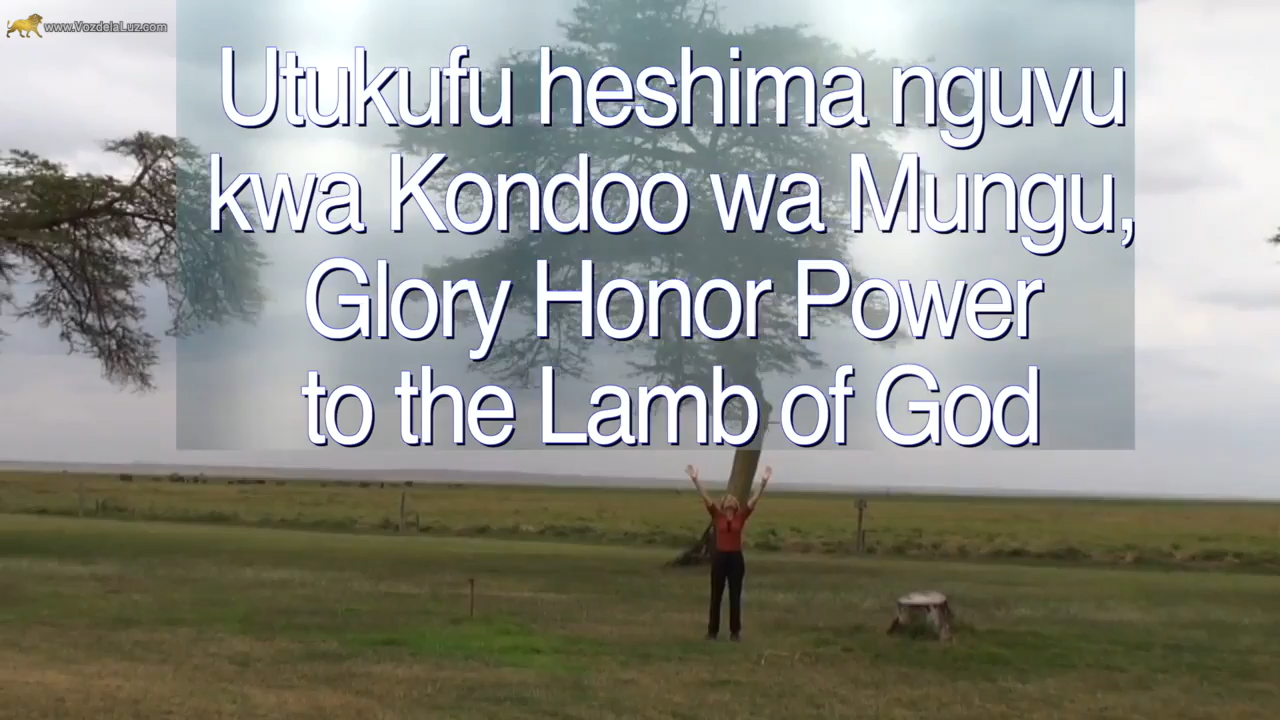 www.VozdelaLuz.com
Utukufu heshima nguvu
kwa Kondoo wa Mungu,
Glory Honor Power
to the Lamb of God